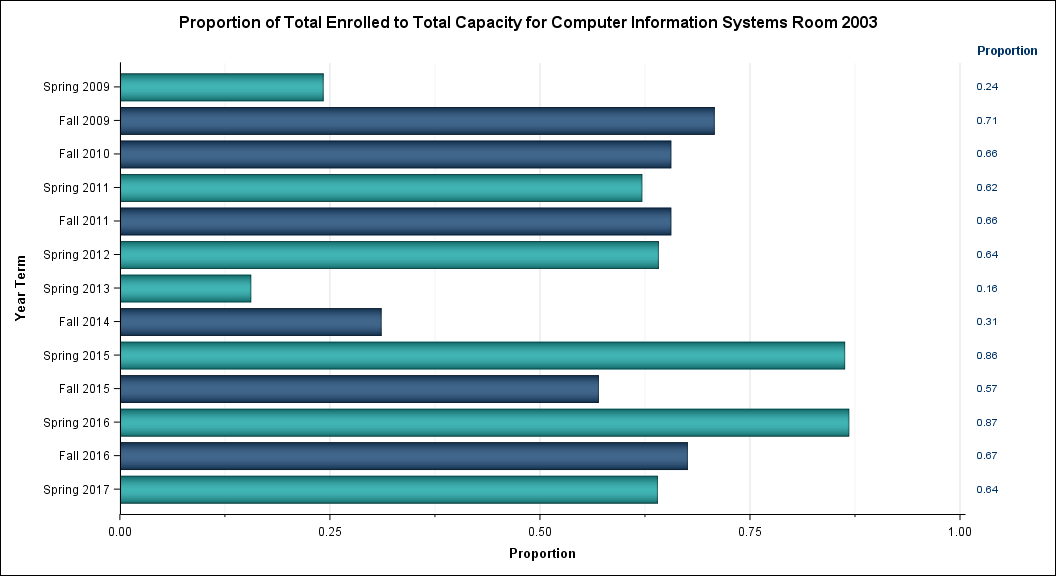 Proportion of Total Enrolled to Total Capacity for Computer Information Systems Room 2003
Proportion
Spring 2009 0.24
Fall 2009 0.71
Fall 2010 0.66
Spring 2011 0.62
Fall 2011 0.66
Spring 2012 0.64
Spring 2013 0.16
Fall 2014 0.31
Spring 2015 0.86
Fall 2015 0.57
Spring 2016 0.87
Fall 2016 0.67
Spring 2017 0.64
Year Term
0.00 0.25 0.50 0.75 1.00
Proportion